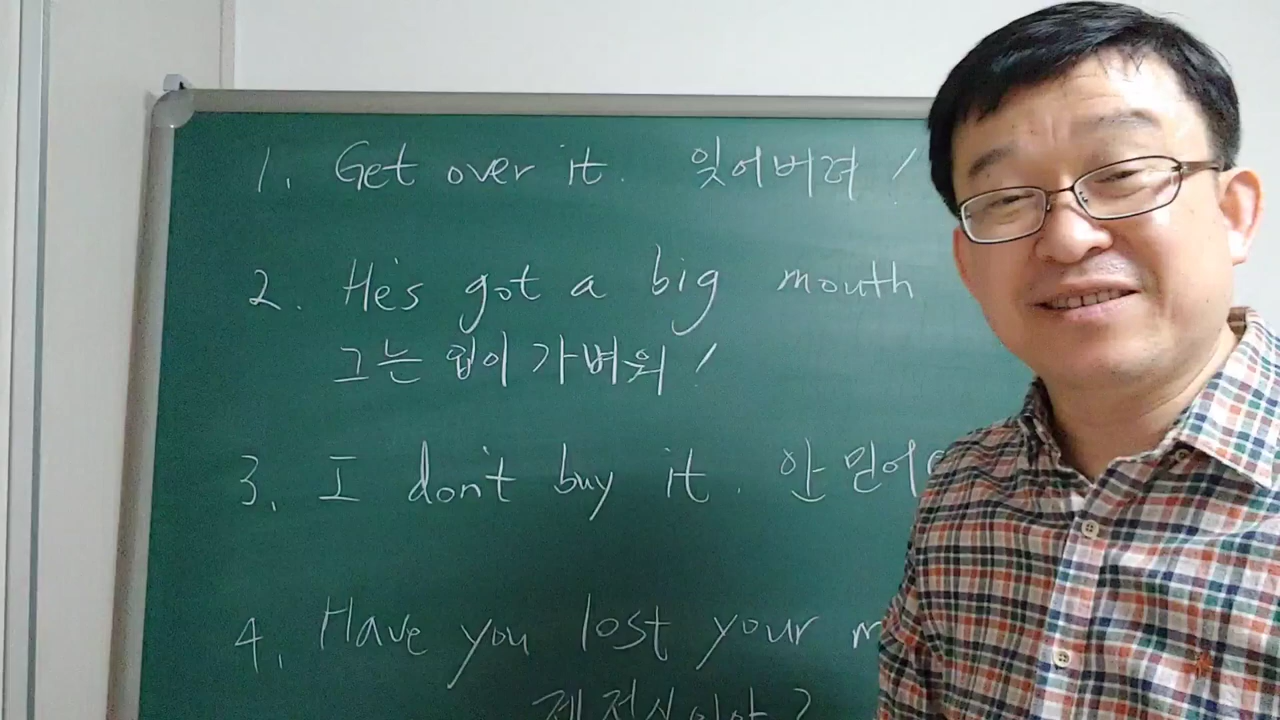 1. Get over it. 잊어버려!
2. He's got a big mouth
그는 입이 가벼워!
3. I don't buy it. 안 믿어
4. Have you lost your
제정신이야?